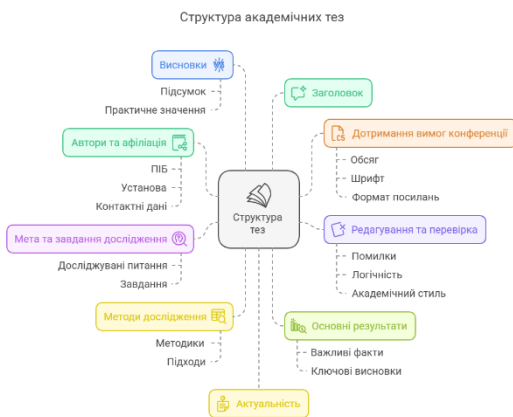 Структура академічних тез
Висновки
Підсумок
Практичне значення
Автори та афіліація
ПІБ
Установа
Контактні дані
Мета та завдання дослідження
Досліджувані питання
Завдання
Методи дослідження
Методики
Підходи
Структура
тез
Заголовок
Дотримання вимог конференції
Обсяг
Шрифт
Формат посилань
Редагування та перевірка
Помилки
Логічність
Академічний стиль
Основні результати
Важливі факти
Ключові висновки
Актуальність